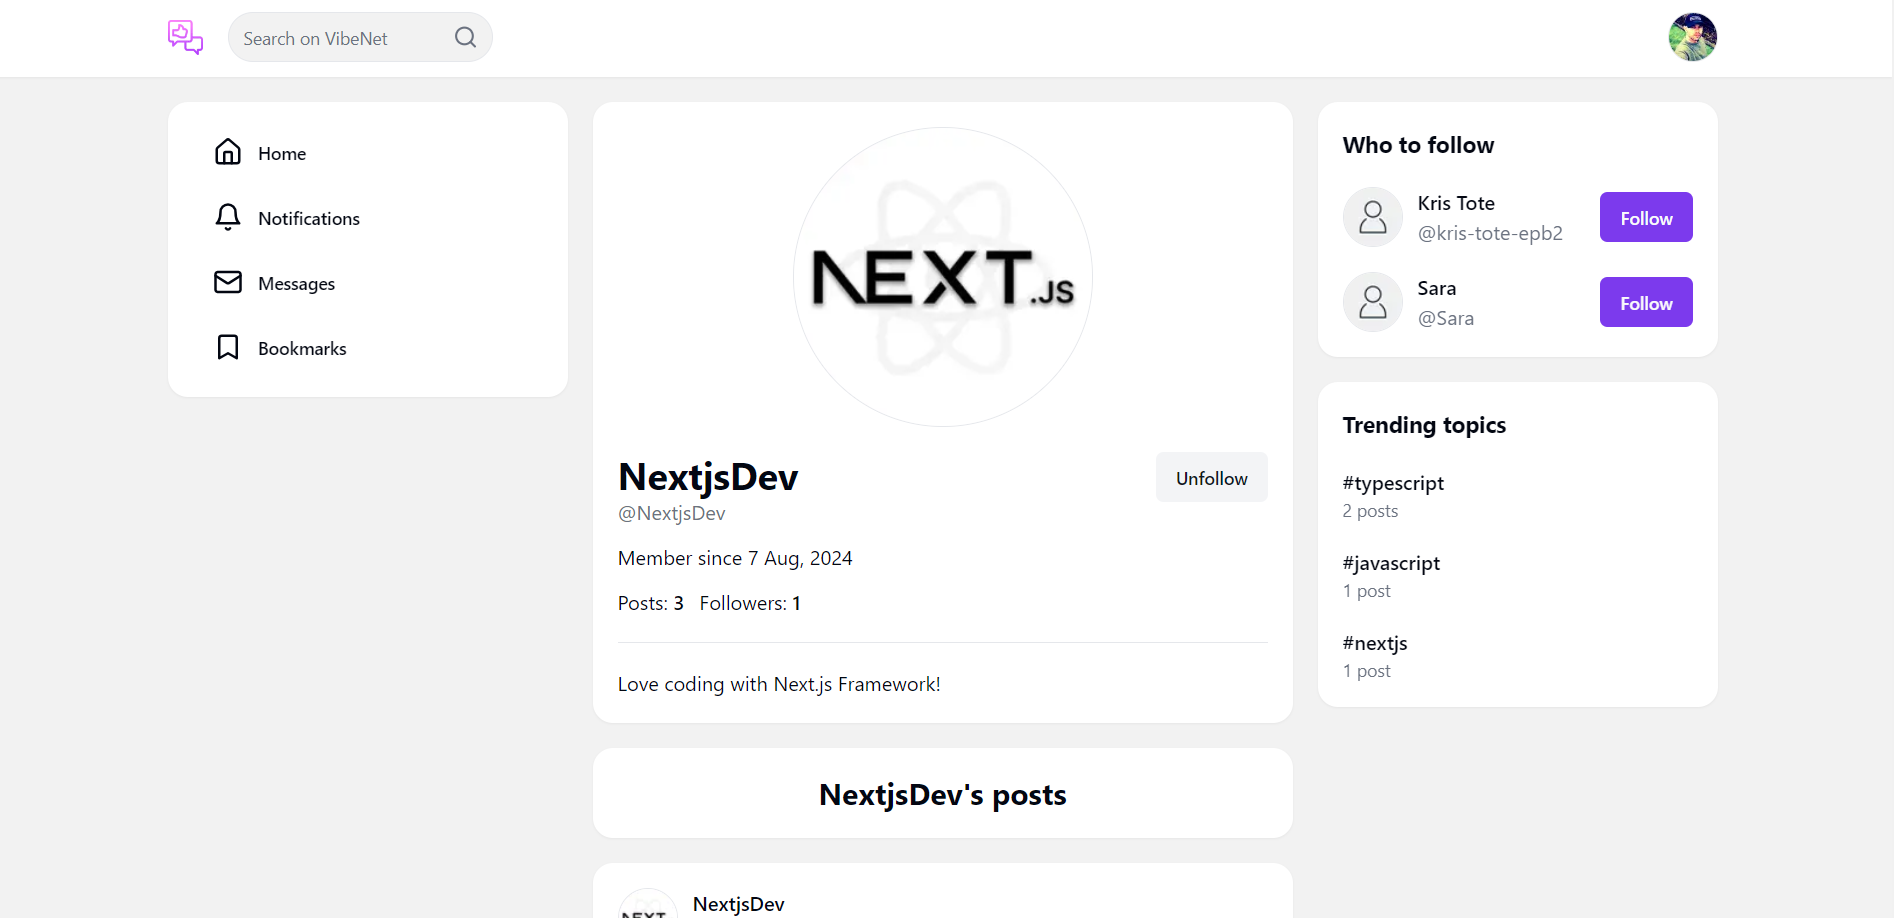 Search on VibeNet
Home
Notifications
Messages
Bookmarks
NEXT.JS
NextjsDev
Unfollow
@NextjsDev
Member since 7 Aug, 2024
Posts: 3 Followers: 1
Love coding with Next.js Framework!
NextjsDev's posts
NEXT
NextjsDev
Who to follow
Kris Tote
@kris-tote-epb2
Follow
Sara
@Sara
Follow
Trending topics
#typescript
2 posts
#javascript
1 post
#nextjs
1 post